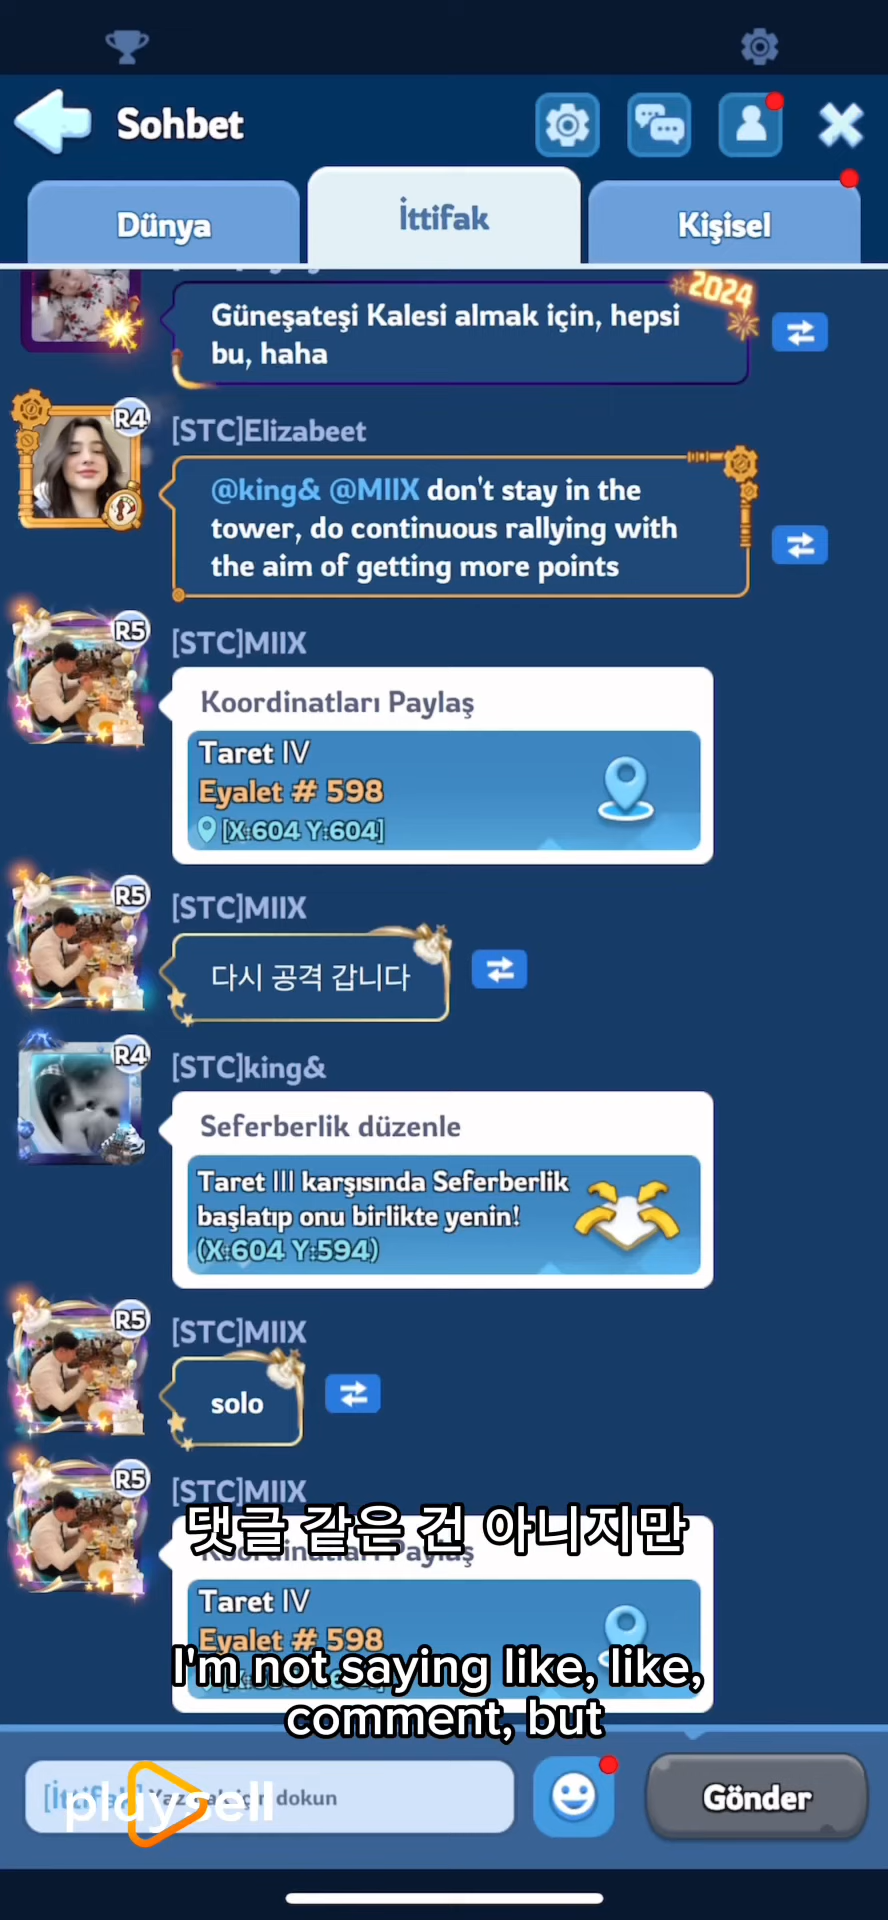 Sohbet
Dünya
İttifak
Kişisel
2024
Güneşateşi Kalesi almak için, hepsi
bu, haha
R4
[STC]Elizabeet
@king& @MIIX don't stay in the
tower, do continuous rallying with
the aim of getting more points
R5
[STC]MIIX
Koordinatları Paylaş
Taret IV
Eyalet # 598
[X:604 Y:604]
R5
[STC]MIIX
다시 공격 갑니다
R4
[STC]king&
Seferberlik düzenle
Taret III karşısında Seferberlik
başlatıp onu birlikte yenin!
(X:604 Y:594)
R5
[STC]MIIX
solo
R5
[STC]MIIX
댓글 같은 건 아니지만
Koordinatları Paylaş
Taret IV
Eyalet # 598
I'm not saying like, like,
comment, but
[İttifak] Yazmak için dokun
playsell
Gönder